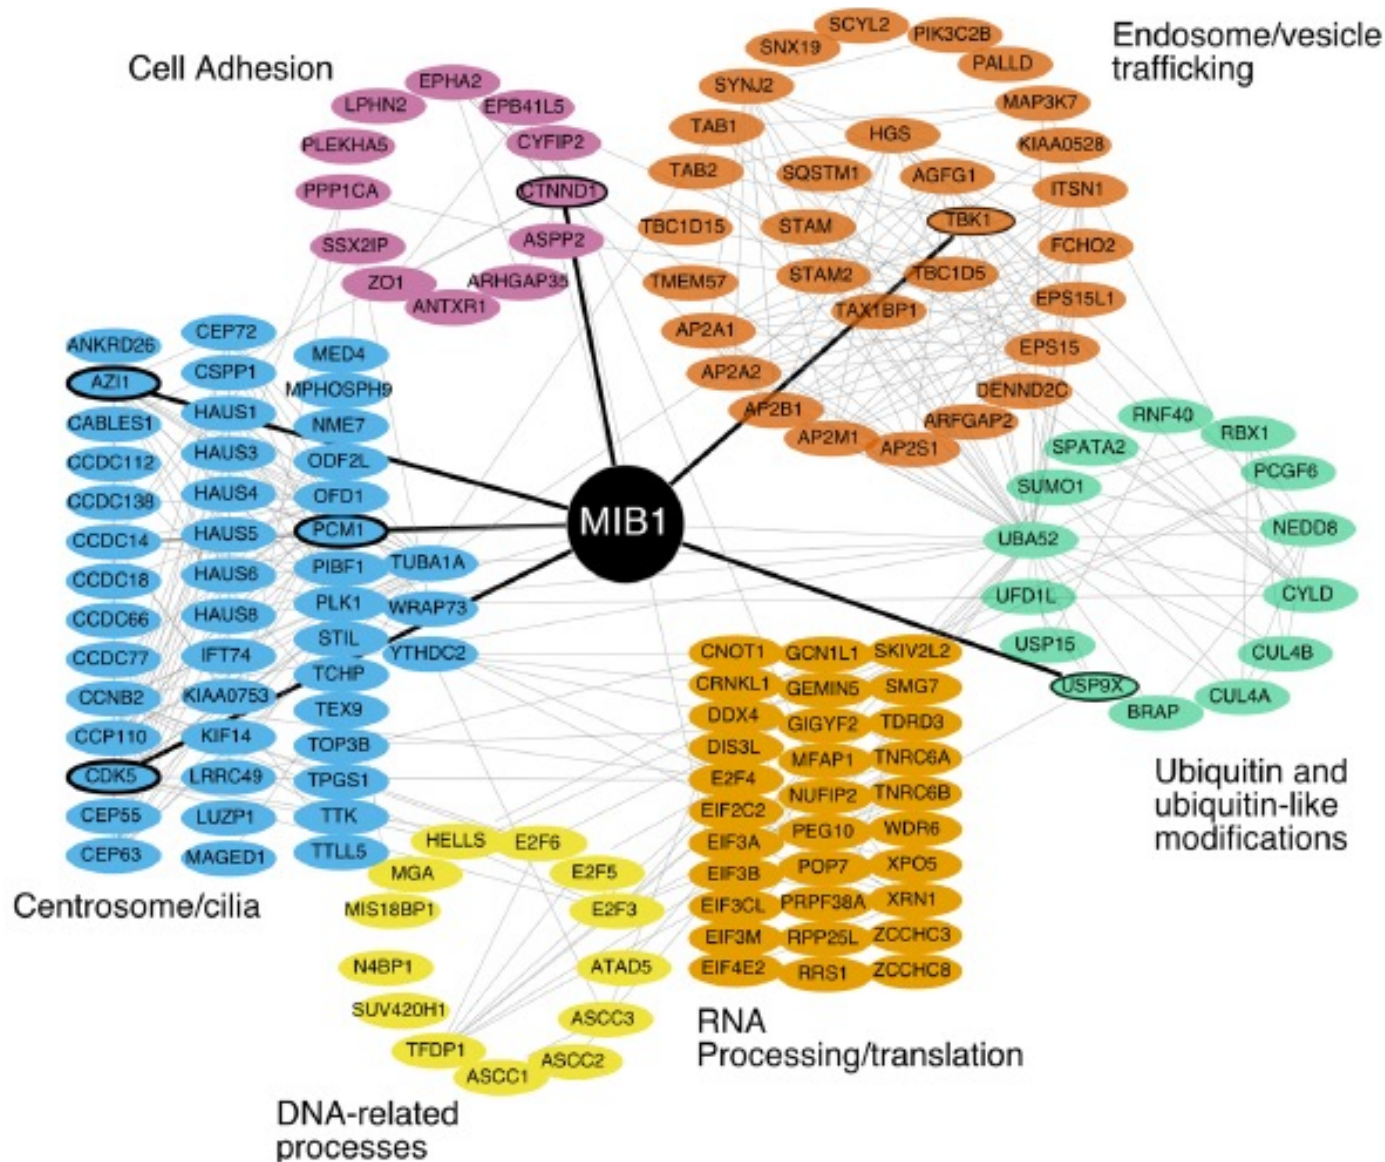 Cell Adhesion
EPHA2
LPHN2
EPB41L5
PLEKHA5
CYFIP2
PPP1CA
CTNND1
SSX2IP
ASPP2
ZO1
ARHGAP35
ANTXR1
Endosome/vesicle
trafficking
SCYL2
PIK3C2B
SNX19
PALLD
SYNJ2
MAP3K7
TAB1
HGS
KIAA0528
TAB2
SQSTM1
AGFG1
ITSN1
TBC1D15
STAM
TBK1
FCHO2
TMEM57
STAM2
TBC1D5
EPS15L1
TAX1BP1
AP2A1
EPS15
AP2A2
DENND2C
AP2B1
ARFGAP2
AP2M1
AP2S1
MIB1
ANKRD26
AZI1
CABLES1
CCDC112
CCDC138
CCDC14
CCDC18
CCDC66
CCDC77
CCNB2
CCP110
CDK5
CEP55
CEP63
CEP72
CSPP1
HAUS1
HAUS3
HAUS4
HAUS5
HAUS6
HAUS8
IFT74
KIAA0753
KIF14
LRRC49
LUZP1
MAGED1
MED4
MPHOSPH9
NME7
ODF2L
OFD1
PCM1
PIBF1
PLK1
STIL
TCHP
TEX9
TOP3B
TPGS1
TTK
TTLL5
TUBA1A
WRAP73
YTHDC2
Centrosome/cilia
RNF40
RBX1
SPATA2
PCGF6
SUMO1
NEDD8
UBA52
CYLD
UFD1L
USP15
CUL4B
USP9X
CUL4A
BRAP
Ubiquitin and
ubiquitin-like
modifications
CNOT1
CRNKL1
DDX4
DIS3L
E2F4
EIF2C2
EIF3A
EIF3B
EIF3CL
EIF3M
EIF4E2
GCN1L1
GEMIN5
GIGYF2
MFAP1
NUFIP2
PEG10
POP7
PRPF38A
RPP25L
RRS1
SKIV2L2
SMG7
TDRD3
TNRC6A
TNRC6B
WDR6
XPO5
XRN1
ZCCHC3
ZCCHC8
RNA
Processing/translation
HELLS
E2F6
MGA
E2F5
MIS18BP1
E2F3
N4BP1
ATAD5
SUV420H1
ASCC3
TFDP1
ASCC2
ASCC1
DNA-related
processes